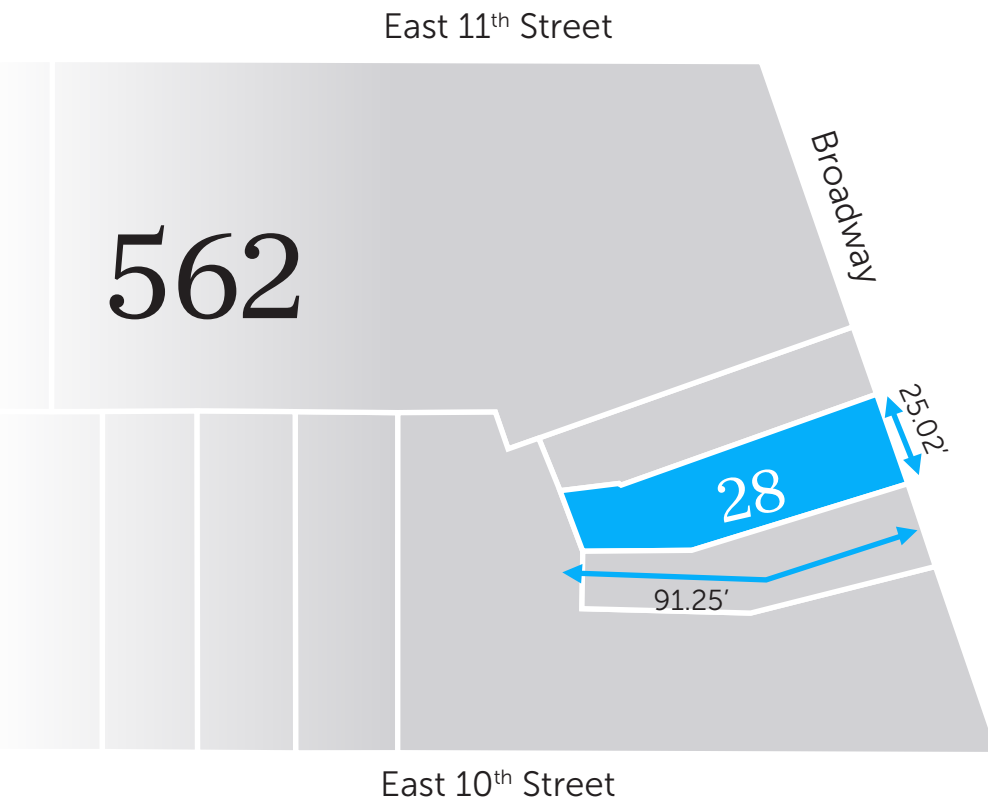 East 11th Street
Broadway
562
25.02’
28
91.25’
East 10th Street